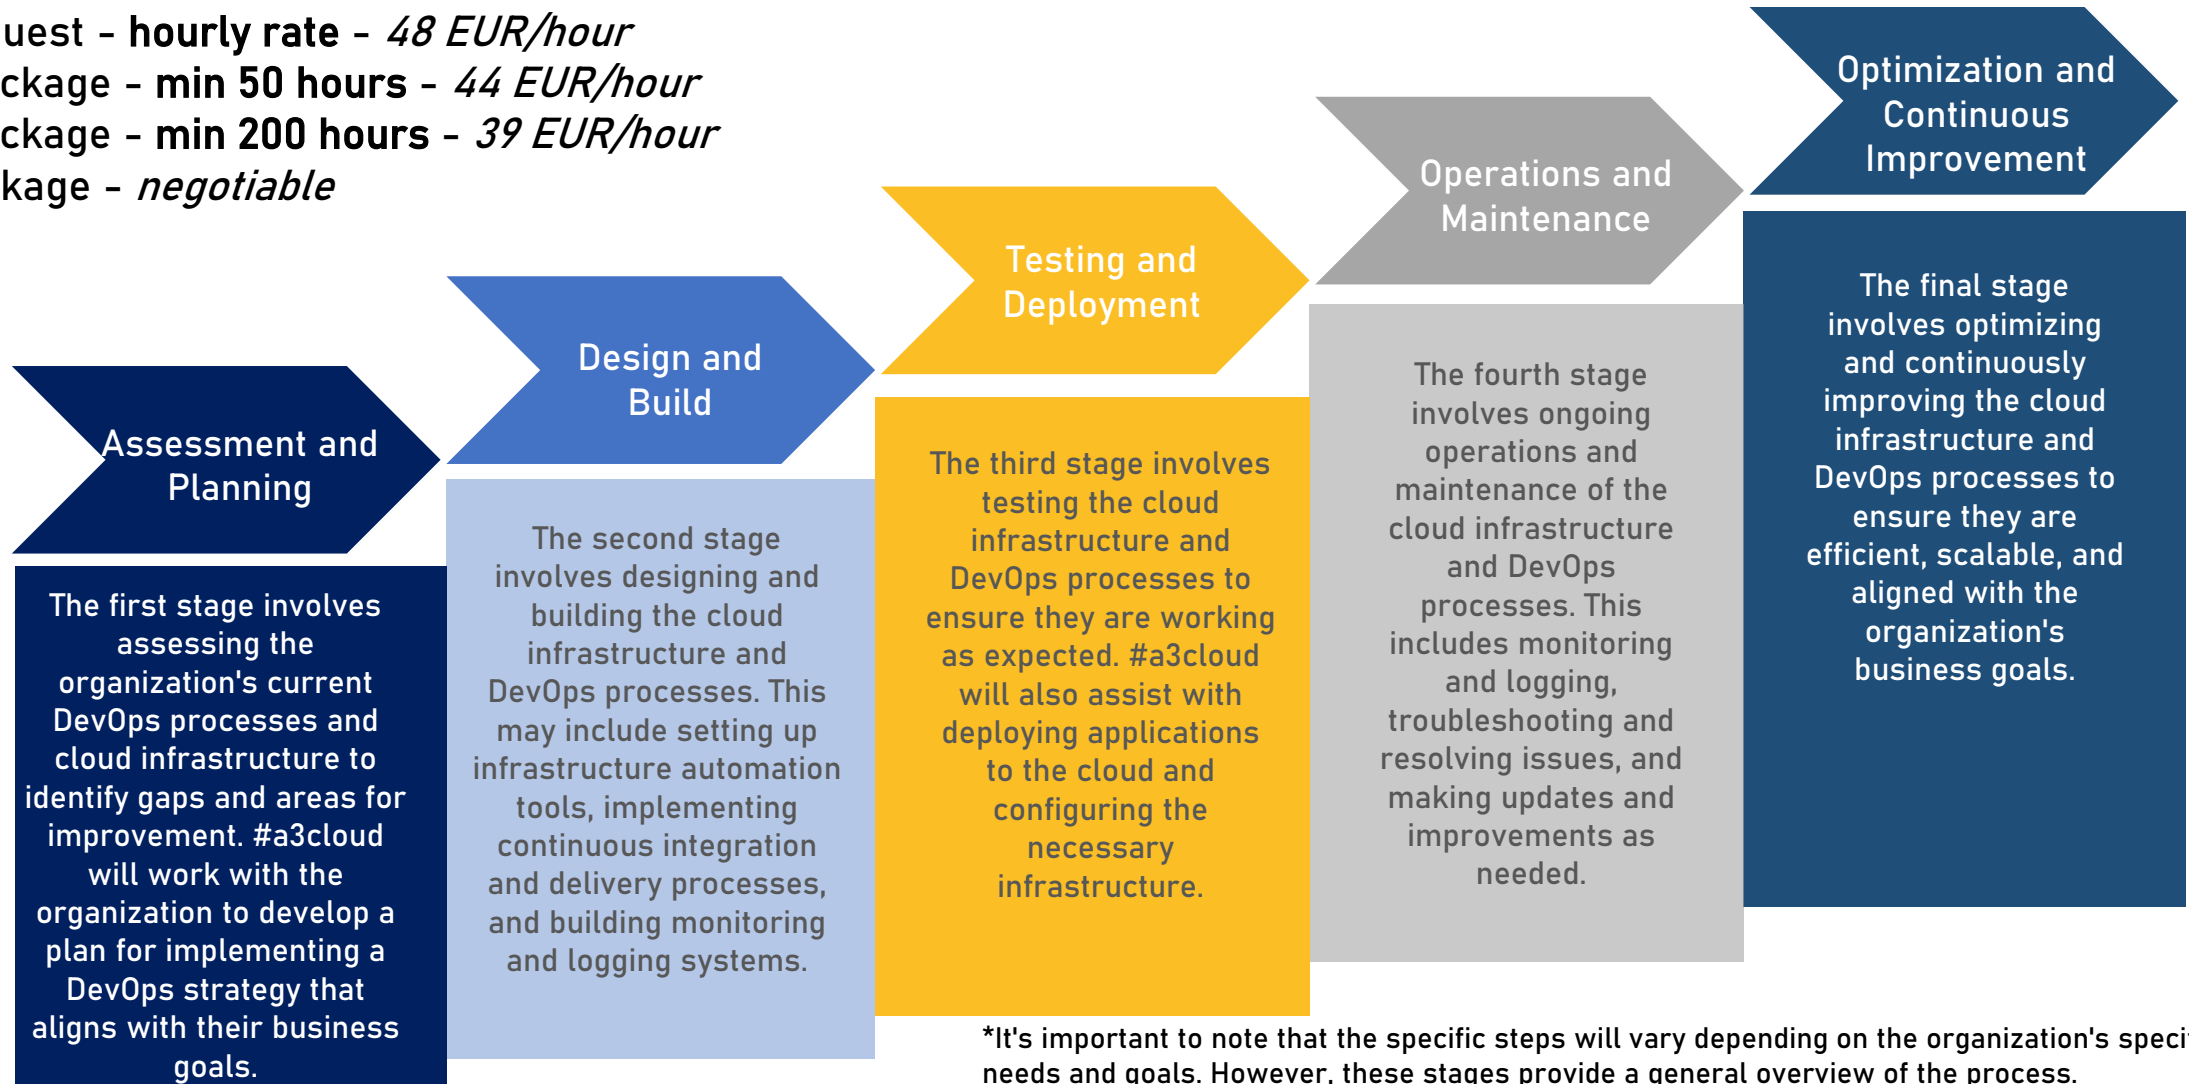 uest - hourly rate - 48 EUR/hour
ckage - min 50 hours - 44 EUR/hour
ckage - min 200 hours - 39 EUR/hour
kage - negotiable
Assessment and
Planning
The first stage involves
assessing the
organization's current
DevOps processes and
cloud infrastructure to
identify gaps and areas for
improvement. #a3cloud
will work with the
organization to develop a
plan for implementing a
DevOps strategy that
aligns with their business
goals.
Design and
Build
The second stage
involves designing and
building the cloud
infrastructure and
DevOps processes. This
may include setting up
infrastructure automation
tools, implementing
continuous integration
and delivery processes,
and building monitoring
and logging systems.
Testing and
Deployment
The third stage involves
testing the cloud
infrastructure and
DevOps processes to
ensure they are working
as expected. #a3cloud
will also assist with
deploying applications
to the cloud and
configuring the
necessary
infrastructure.
Operations and
Maintenance
The fourth stage
involves ongoing
operations and
maintenance of the
cloud infrastructure
and DevOps
processes. This
includes monitoring
and logging,
troubleshooting and
resolving issues, and
making updates and
improvements as
needed.
Optimization and
Continuous
Improvement
The final stage
involves optimizing
and continuously
improving the cloud
infrastructure and
DevOps processes to
ensure they are
efficient, scalable, and
aligned with the
organization's
business goals.
*It's important to note that the specific steps will vary depending on the organization's speci
needs and goals. However, these stages provide a general overview of the process.